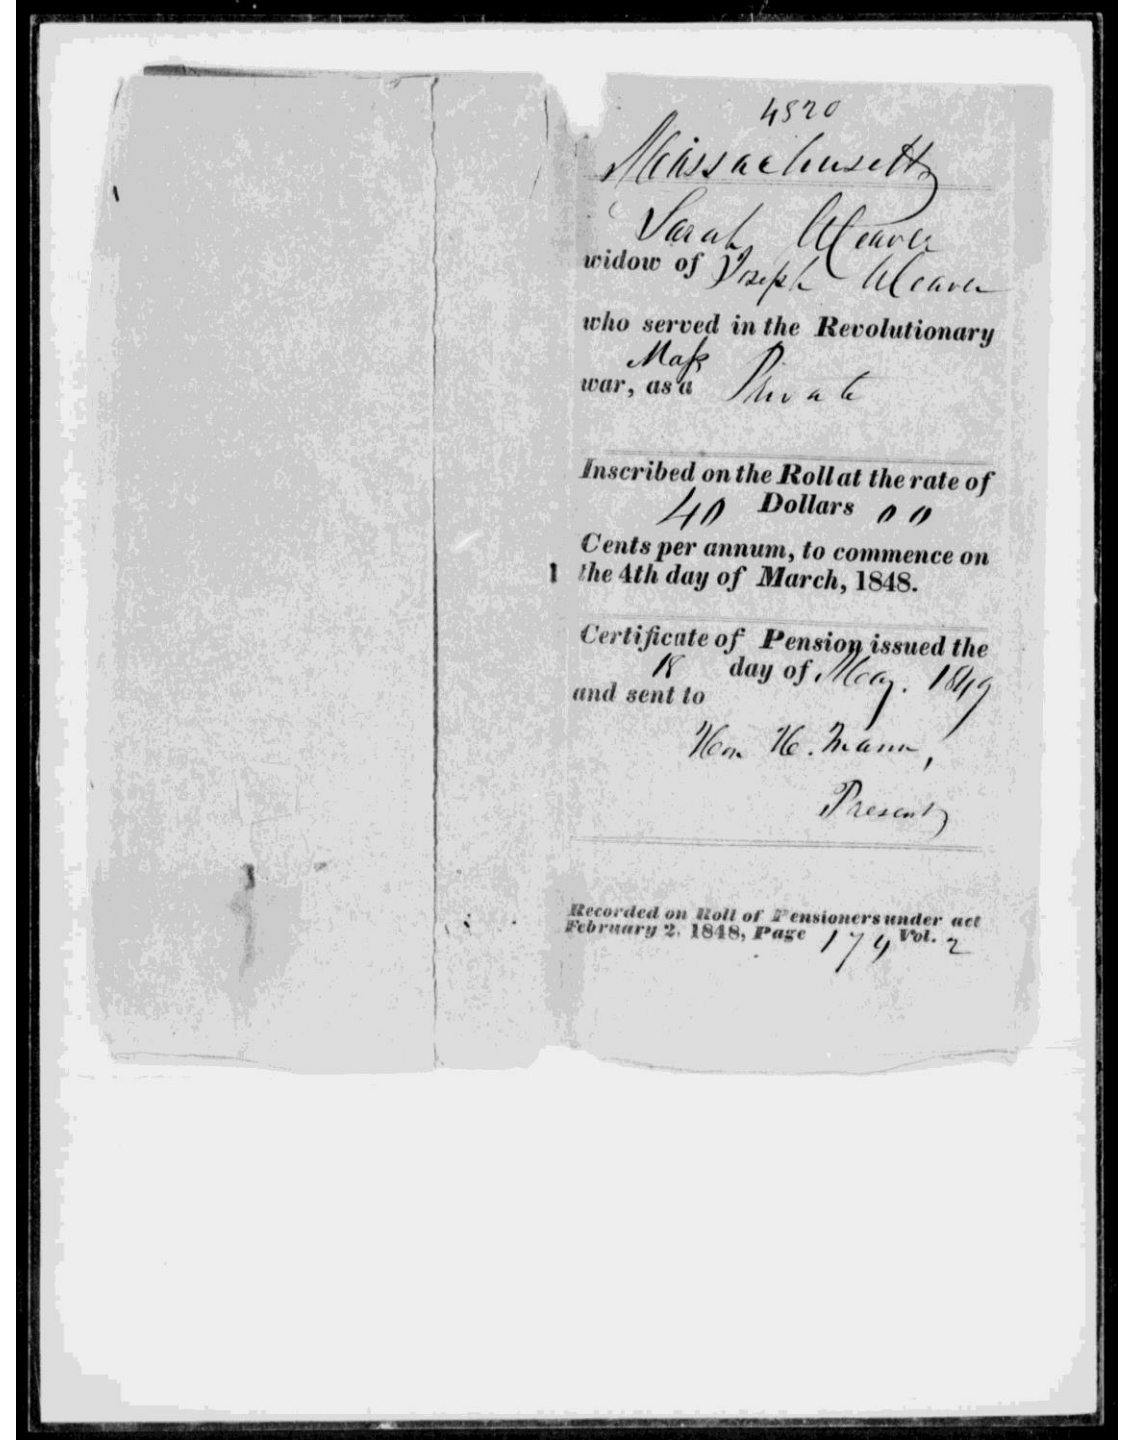 4820
Massachusetts
Sarah Weaver
widow of Joseph Weaver
who served in the Revolutionary
Mass
war, as a Private
Inscribed on the Roll at the rate of
40 Dollars 00
Cents per annum, to commence on
the 4th day of March, 1848.
Certificate of Pension issued the
18 day of May. 1849
and sent to
Hon H. Mann,
Present
Recorded on Roll of Pensioners under act
February 2, 1848, Page 174 Vol. 2